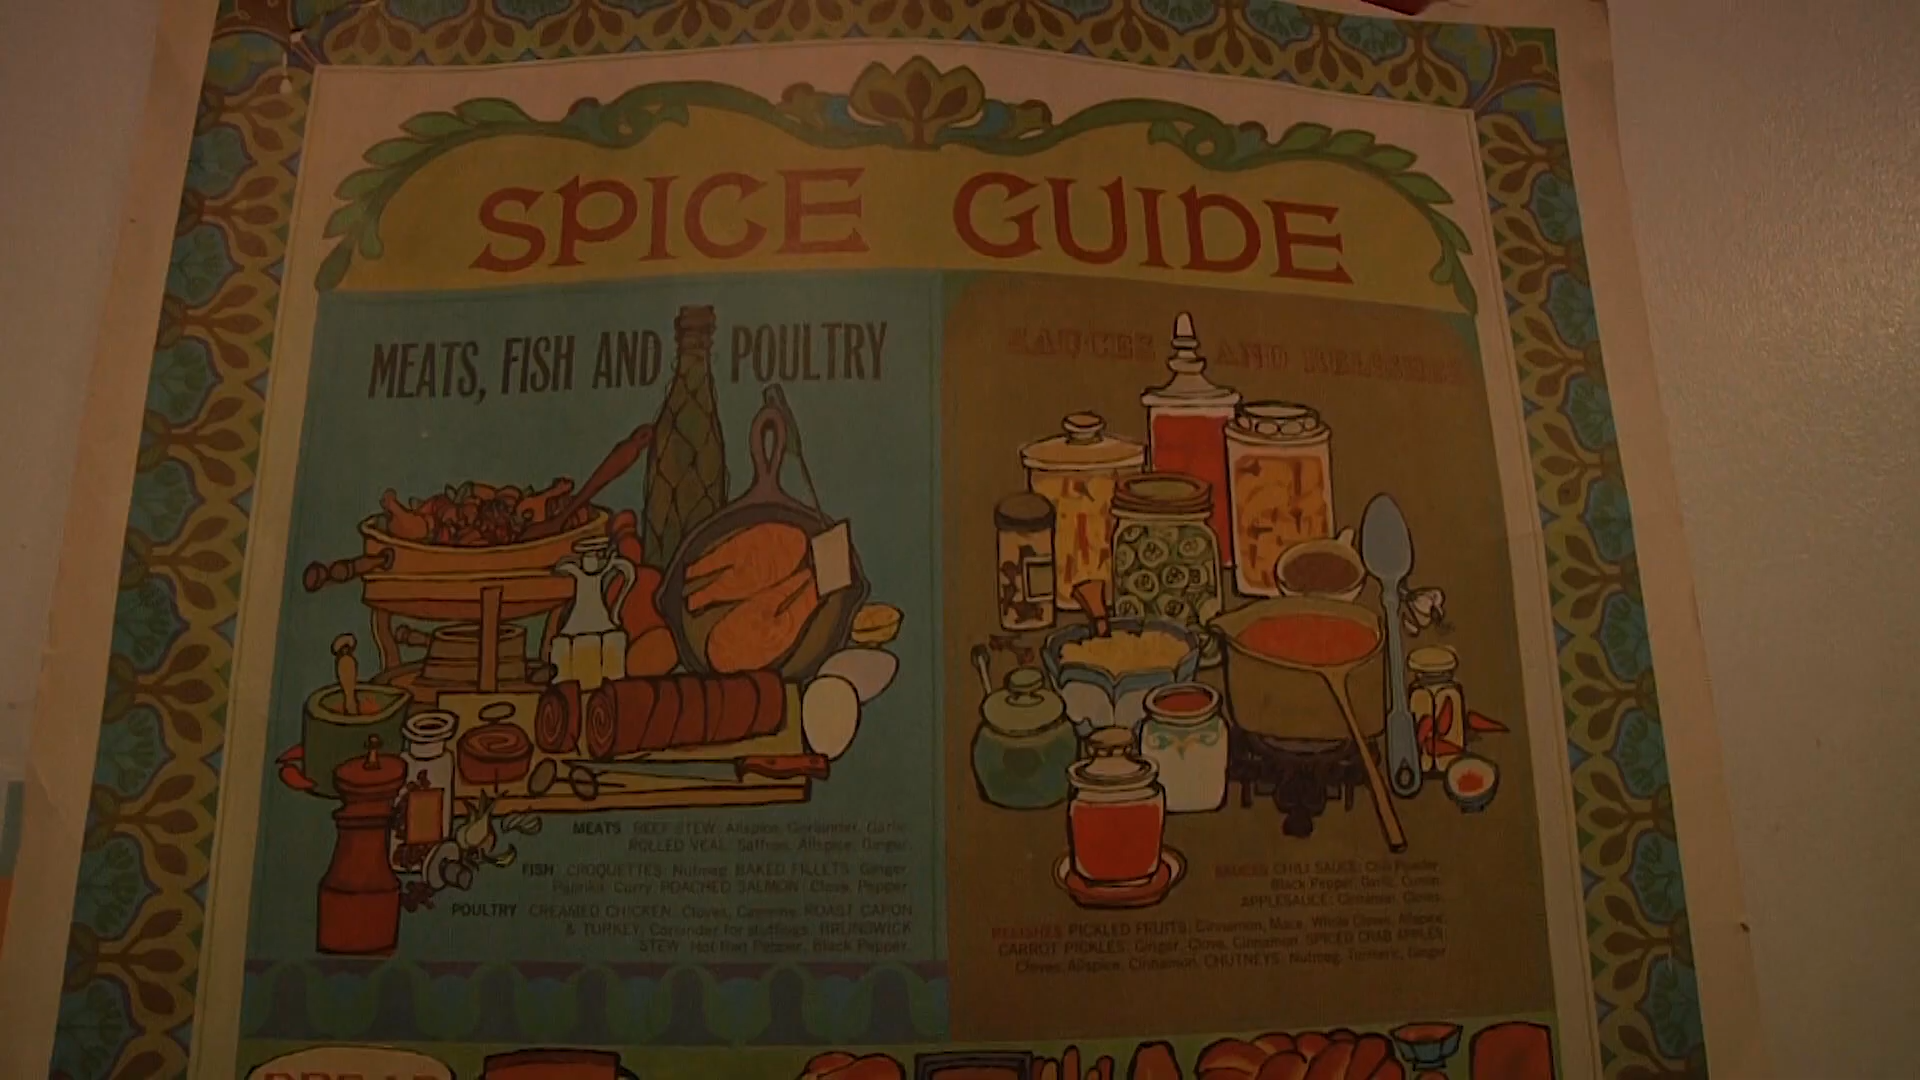 SPICE GUIDE
MEATS, FISH AND POULTRY
MEATS BEEF STEW: Allspice, Coriander, Garlic.
ROLLED VEAL: Saffron, Allspice, Ginger.
FISH CROQUETTES: Nutmeg. BAKED FILLETS: Ginger,
Paprika, Curry. POACHED SALMON: Clove, Pepper.
POULTRY CREAMED CHICKEN: Cloves, Cayenne. ROAST CAPON
& TURKEY: Coriander for stuffings. BRUNSWICK
STEW: Hot Red Pepper, Black Pepper.
SAUCES AND RELISHES
SAUCES CHILI SAUCE: Chili Powder,
Black Pepper, Garlic, Cumin.
APPLESAUCE: Cinnamon, Cloves.
RELISHES PICKLED FRUITS: Cinnamon, Mace, Whole Cloves, Allspice.
CARROT PICKLES: Ginger, Clove, Cinnamon. SPICED CRAB APPLES:
Cloves, Allspice, Cinnamon. CHUTNEYS: Nutmeg, Turmeric, Ginger.
BREAD